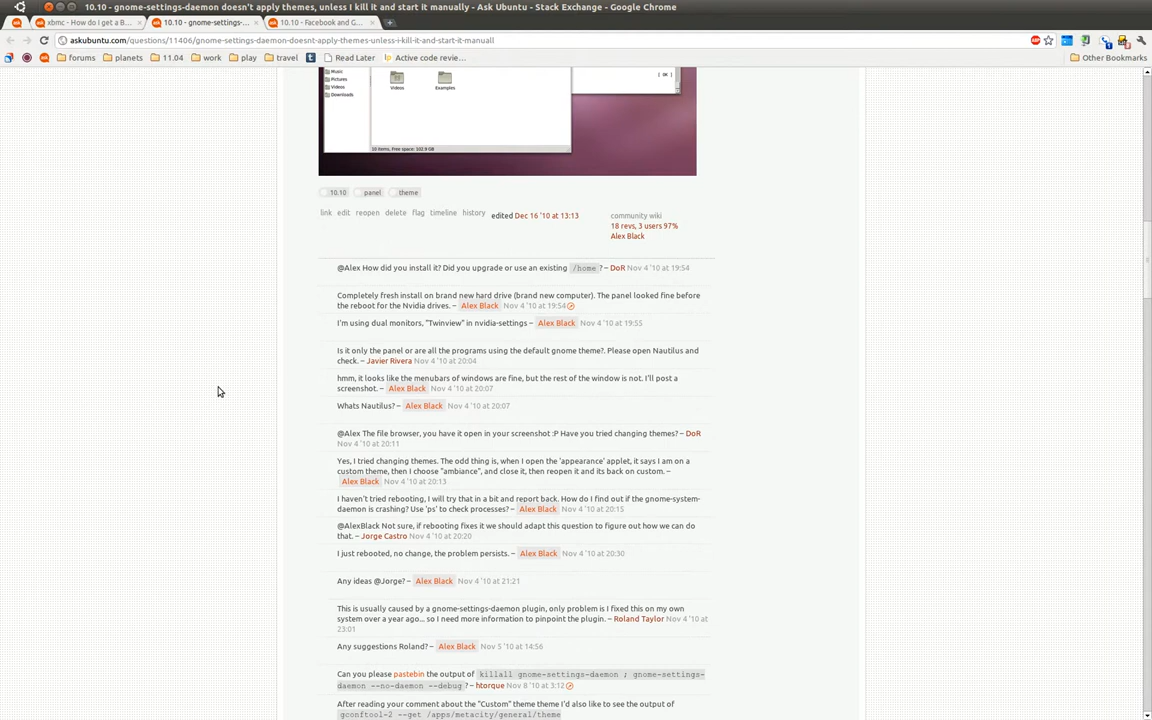 10.10 - gnome-settings-daemon doesn't apply themes, unless I kill it and start it manually - Ask Ubuntu - Stack Exchange - Google Chrome
xbmc - How do I get a B...
10.10 - gnome-settings-...
10.10 - Facebook and G...
askubuntu.com/questions/11406/gnome-settings-daemon-doesnt-apply-themes-unless-i-kill-it-and-start-it-manuall
forums planets 11.04 work play travel Read Later Active code revie... Other Bookmarks
Music
Pictures
Videos
Downloads
Videos Examples
[ OK ]
10 items, Free space: 102.9 GB
10.10 panel theme
link edit reopen delete flag timeline history edited Dec 16 '10 at 13:13 community wiki
18 revs, 3 users 97%
Alex Black
@Alex How did you install it? Did you upgrade or use an existing /home ? – DoR Nov 4 '10 at 19:54
Completely fresh install on brand new hard drive (brand new computer). The panel looked fine before
the reboot for the Nvidia drives. – Alex Black Nov 4 '10 at 19:54
I'm using dual monitors, "Twinview" in nvidia-settings – Alex Black Nov 4 '10 at 19:55
Is it only the panel or are all the programs using the default gnome theme?. Please open Nautilus and
check. – Javier Rivera Nov 4 '10 at 20:04
hmm, it looks like the menubars of windows are fine, but the rest of the window is not. I'll post a
screenshot. – Alex Black Nov 4 '10 at 20:07
Whats Nautilus? – Alex Black Nov 4 '10 at 20:07
@Alex The file browser, you have it open in your screenshot :P Have you tried changing themes? – DoR
Nov 4 '10 at 20:11
Yes, I tried changing themes. The odd thing is, when I open the 'appearance' applet, it says I am on a
custom theme, then I choose "ambiance", and close it, then reopen it and its back on custom. –
Alex Black Nov 4 '10 at 20:13
I haven't tried rebooting, I will try that in a bit and report back. How do I find out if the gnome-system-
daemon is crashing? Use 'ps' to check processes? – Alex Black Nov 4 '10 at 20:15
@AlexBlack Not sure, if rebooting fixes it we should adapt this question to figure out how we can do
that. – Jorge Castro Nov 4 '10 at 20:20
I just rebooted, no change, the problem persists. – Alex Black Nov 4 '10 at 20:30
Any ideas @Jorge? – Alex Black Nov 4 '10 at 21:21
This is usually caused by a gnome-settings-daemon plugin, only problem is I fixed this on my own
system over a year ago... so I need more information to pinpoint the plugin. – Roland Taylor Nov 4 '10 at
23:01
Any suggestions Roland? – Alex Black Nov 5 '10 at 14:56
Can you please pastebin the output of killall gnome-settings-daemon ; gnome-settings-
daemon --no-daemon --debug ? – htorque Nov 8 '10 at 3:12
After reading your comment about the "Custom" theme theme I'd also like to see the output of
gconftool-2 --get /apps/metacity/general/theme